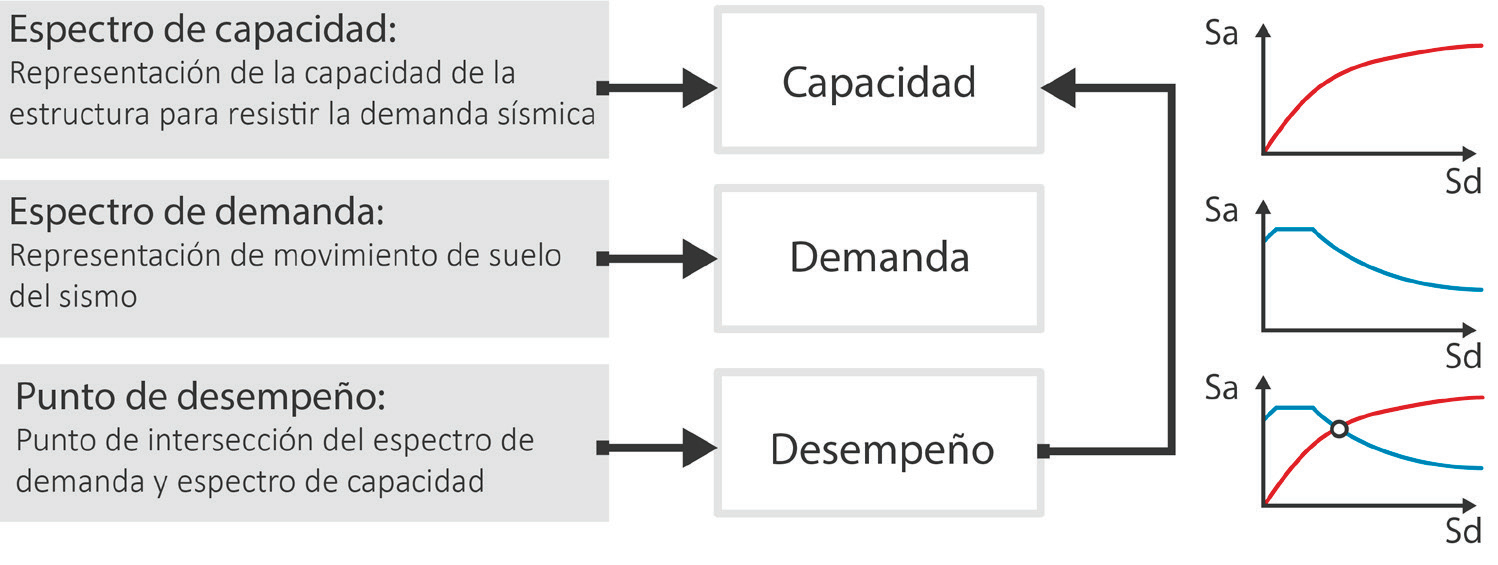 Espectro de capacidad:
Representación de la capacidad de la
estructura para resistir la demanda sísmica
Capacidad
Sa
Sd
Espectro de demanda:
Representación de movimiento de suelo
del sismo
Demanda
Sa
Sd
Punto de desempeño:
Punto de intersección del espectro de
demanda y espectro de capacidad
Desempeño
Sa
Sd